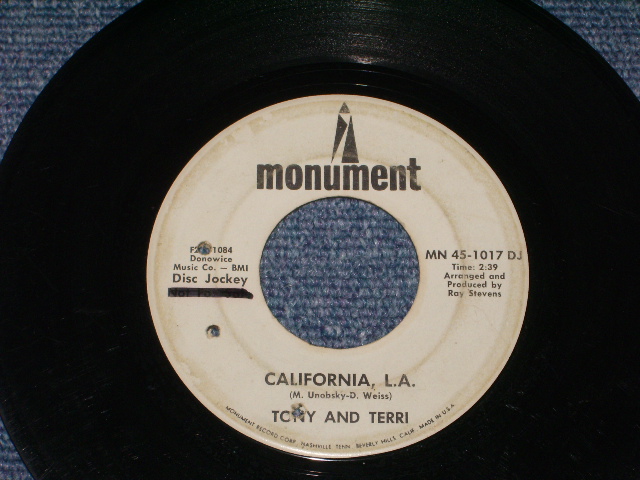 monument
F 1084
Donowice
Music Co. — BMI
Disc Jockey
MN 45-1017 DJ
Time: 2:39
Arranged and
Produced by
Ray Stevens
CALIFORNIA, L.A.
(M. Unobsky-D. Weiss)
TONY AND TERRI
MONUMENT RECORD CORP. NASHVILLE TENN BEVERLY HILLS CALIF. MADE IN U.S.A.